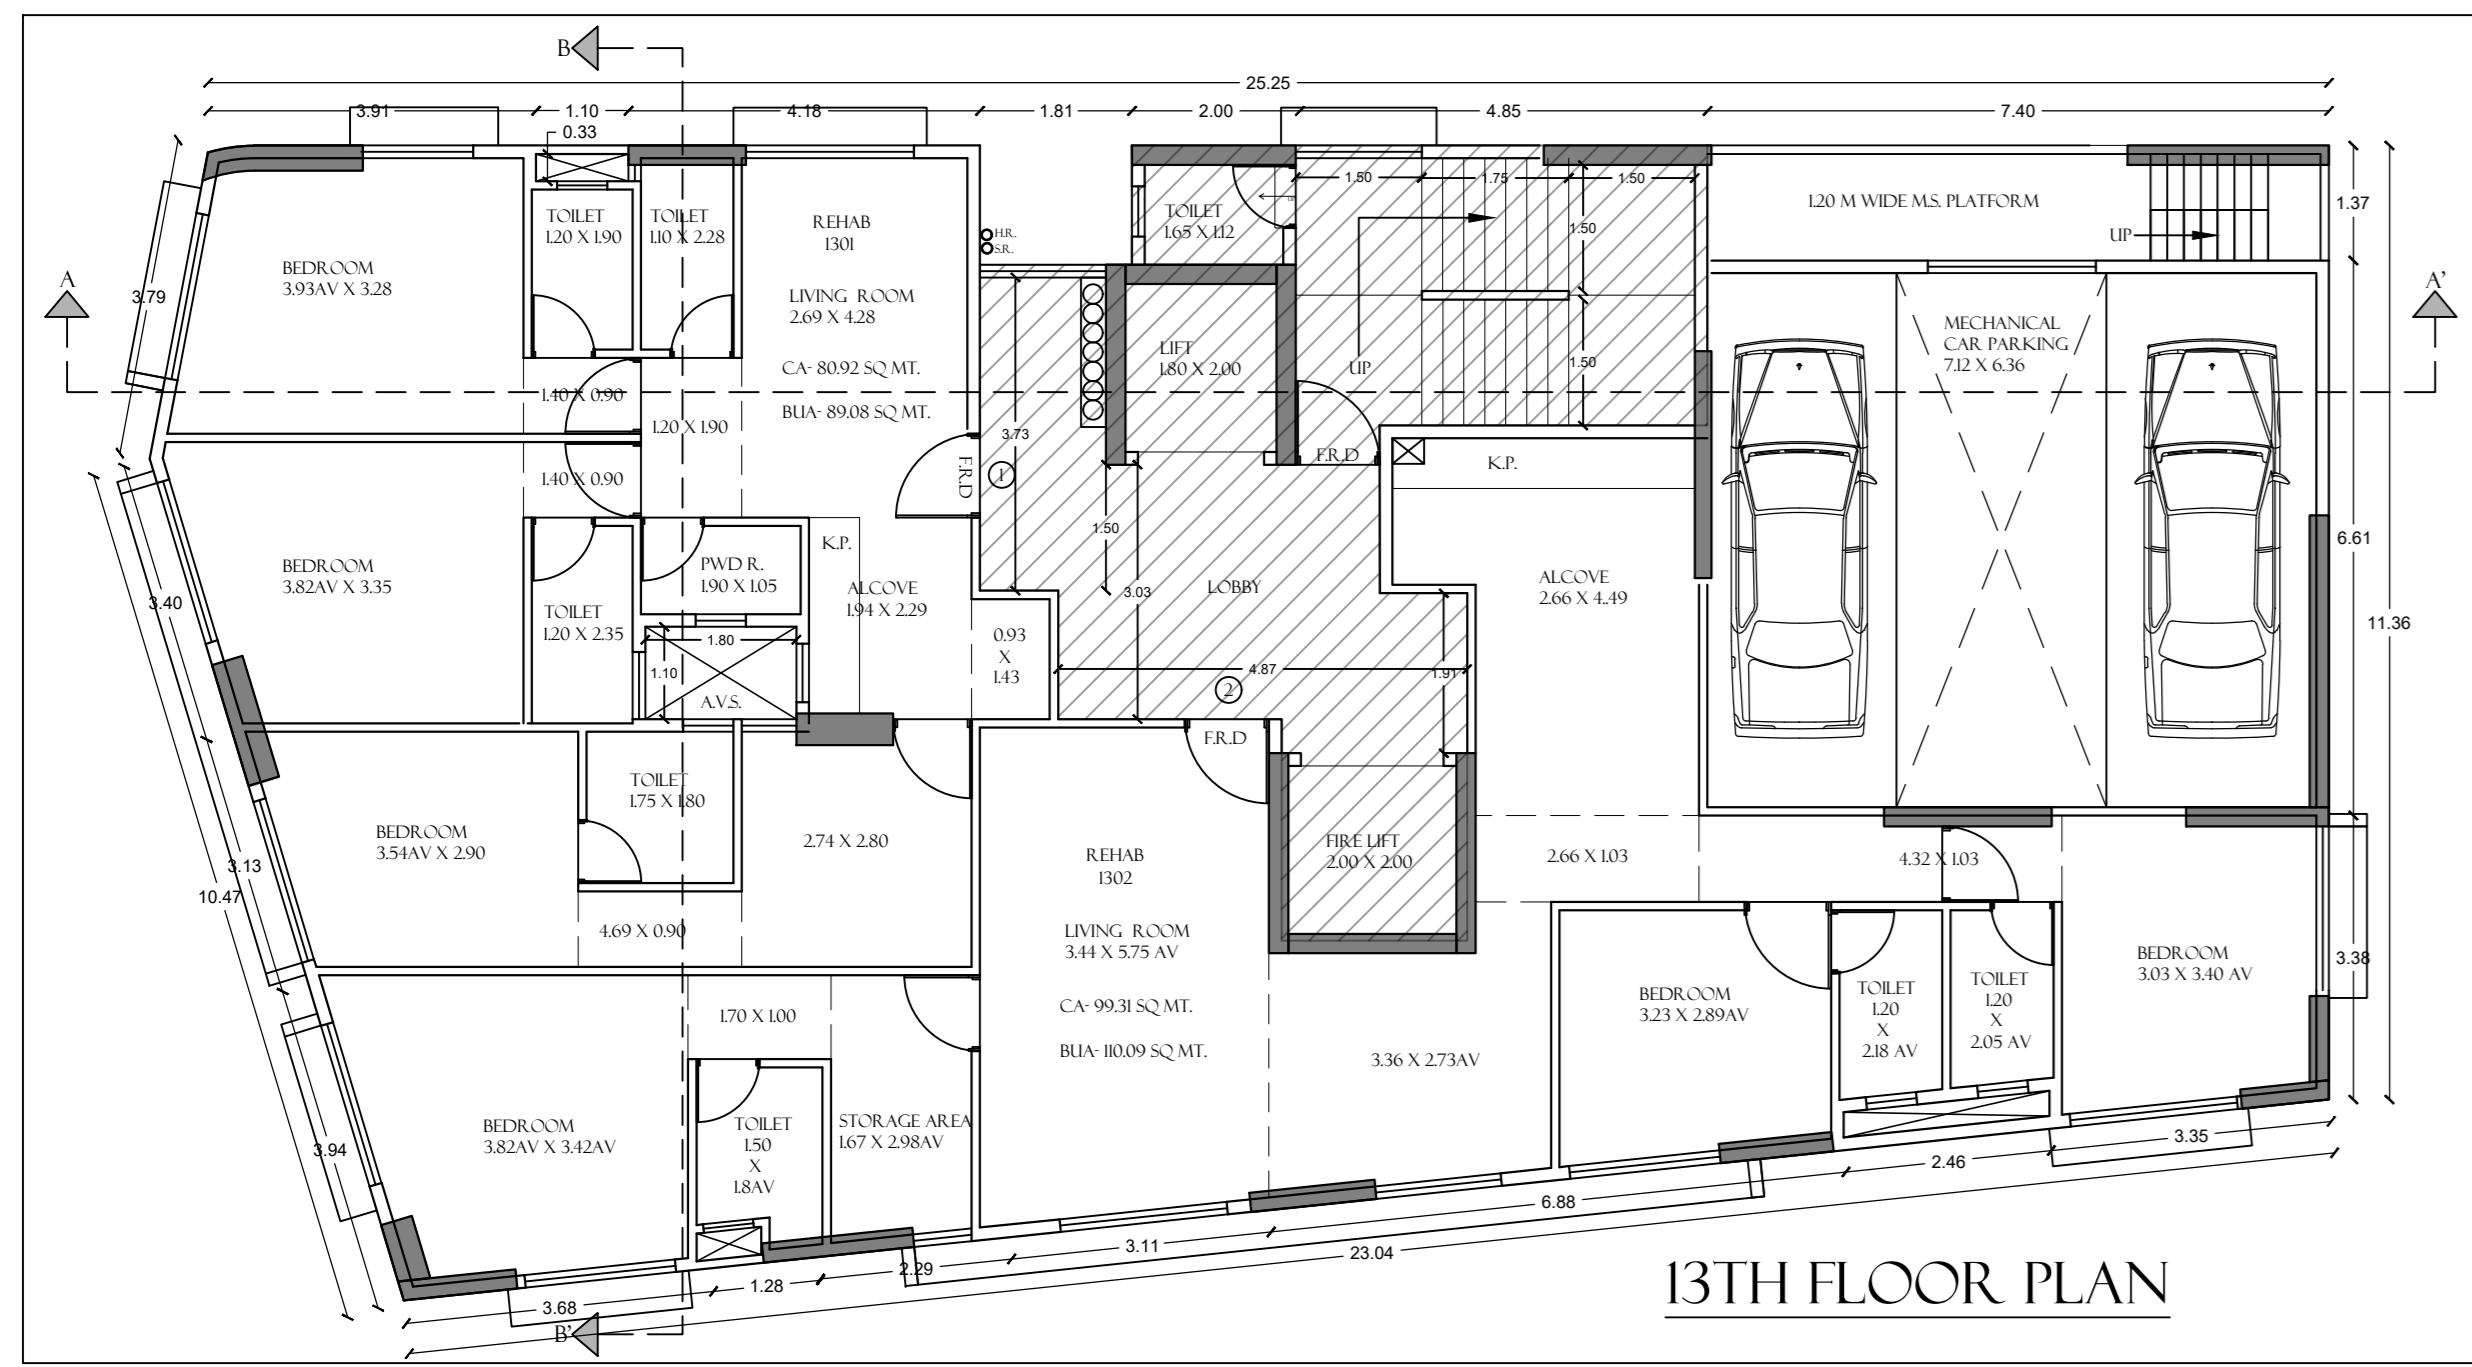 B
25.25
3.91
1.10
4.18
1.81
2.00
4.85
7.40
0.33
TOILET
1.20 X 1.90
TOILET
1.10 X 2.28
REHAB
1301
H.R.
S.R.
TOILET
1.65 X 1.12
1.50
1.75
1.50
1.20 M WIDE M.S. PLATFORM
UP
1.37
BEDROOM
3.93AV X 3.28
LIVING ROOM
2.69 X 4.28
1.50
A
A'
3.79
LIFT
1.80 X 2.00
UP
1.50
MECHANICAL
CAR PARKING
7.12 X 6.36
CA- 80.92 SQ MT.
BUA- 89.08 SQ MT.
1.40 X 0.90
1.20 X 1.90
3.73
F.R.D
F.R.D
K.P.
1
1.40 X 0.90
1.50
6.61
K.P.
BEDROOM
3.82AV X 3.35
PWD R.
1.90 X 1.05
ALCOVE
1.94 X 2.29
3.03
LOBBY
ALCOVE
2.66 X 4..49
3.40
TOILET
1.20 X 2.35
11.36
0.93
X
1.43
1.80
1.10
A.V.S.
4.87
1.91
2
F.R.D
TOILET
1.75 X 1.80
BEDROOM
3.54AV X 2.90
2.74 X 2.80
REHAB
1302
FIRE LIFT
2.00 X 2.00
2.66 X 1.03
4.32 X 1.03
3.13
10.47
4.69 X 0.90
LIVING ROOM
3.44 X 5.75 AV
BEDROOM
3.03 X 3.40 AV
3.38
CA- 99.31 SQ MT.
BUA- 110.09 SQ MT.
BEDROOM
3.23 X 2.89AV
TOILET
1.20
X
2.18 AV
TOILET
1.20
X
2.05 AV
1.70 X 1.00
3.36 X 2.73AV
BEDROOM
3.82AV X 3.42AV
TOILET
1.50
X
1.8AV
STORAGE AREA
1.67 X 2.98AV
3.94
3.35
2.46
6.88
3.11
23.04
2.29
1.28
3.68
B'
13TH FLOOR PLAN